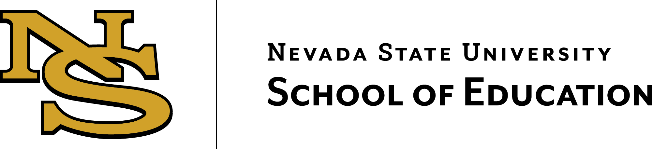 NS
NEVADA STATE UNIVERSITY
SCHOOL OF EDUCATION